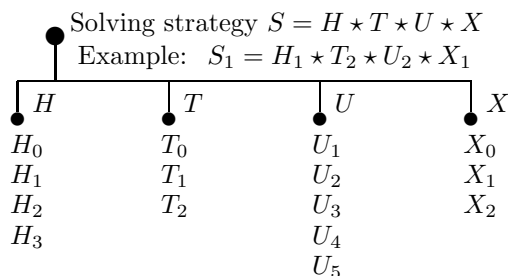 Solving strategy S = H ⋆ T ⋆ U ⋆ X
Example: S₁ = H₁ ⋆ T₂ ⋆ U₂ ⋆ X₁
H T U X
H₀ T₀ U₁ X₀
H₁ T₁ U₂ X₁
H₂ T₂ U₃ X₂
H₃ U₄
U₅